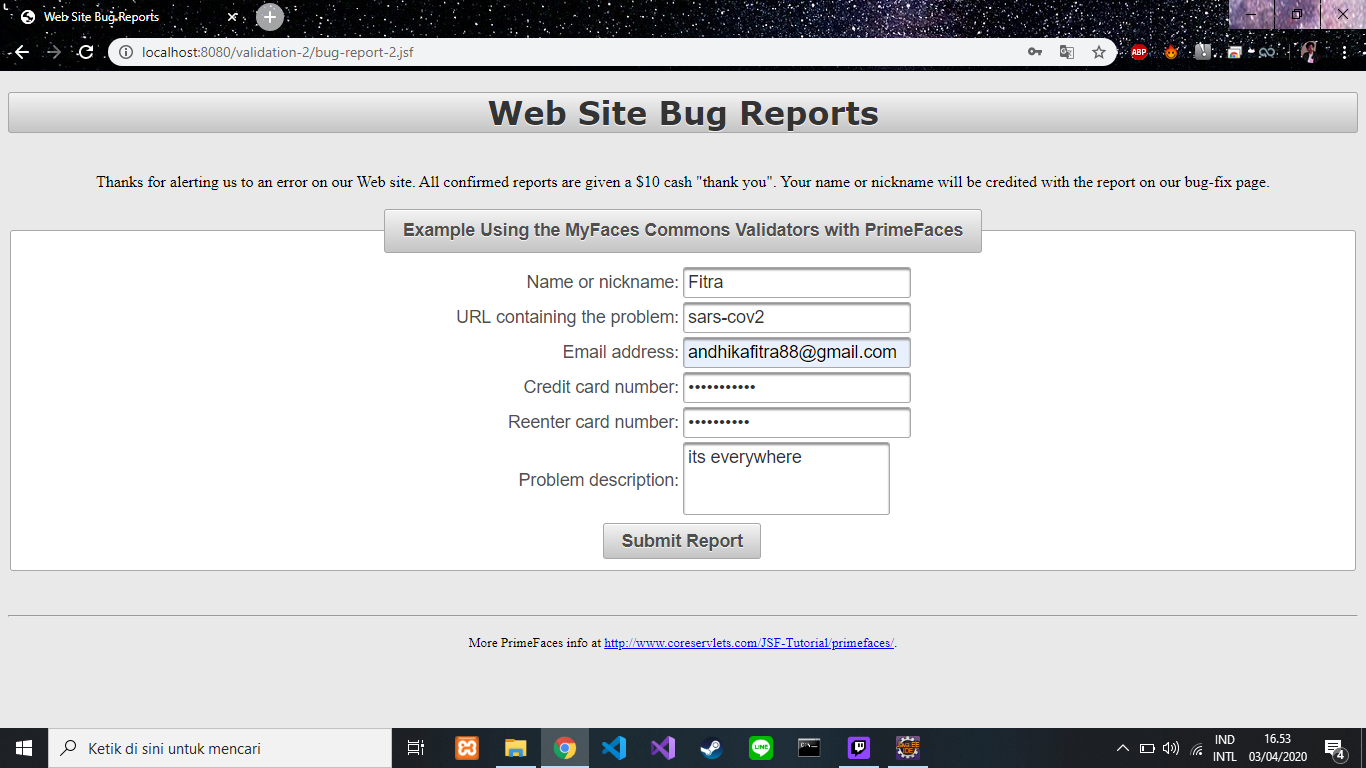 Web Site Bug Reports
localhost:8080/validation-2/bug-report-2.jsf
ABP
Web Site Bug Reports
Thanks for alerting us to an error on our Web site. All confirmed reports are given a $10 cash "thank you". Your name or nickname will be credited with the report on our bug-fix page.
Example Using the MyFaces Commons Validators with PrimeFaces
Name or nickname: Fitra
URL containing the problem: sars-cov2
Email address: andhikafitra88@gmail.com
Credit card number: •••••••••••
Reenter card number: ••••••••••
Problem description: its everywhere
Submit Report
More PrimeFaces info at http://www.coreservlets.com/JSF-Tutorial/primefaces/.
Ketik di sini untuk mencari
LINE
IND
INTL
16.53
03/04/2020
4